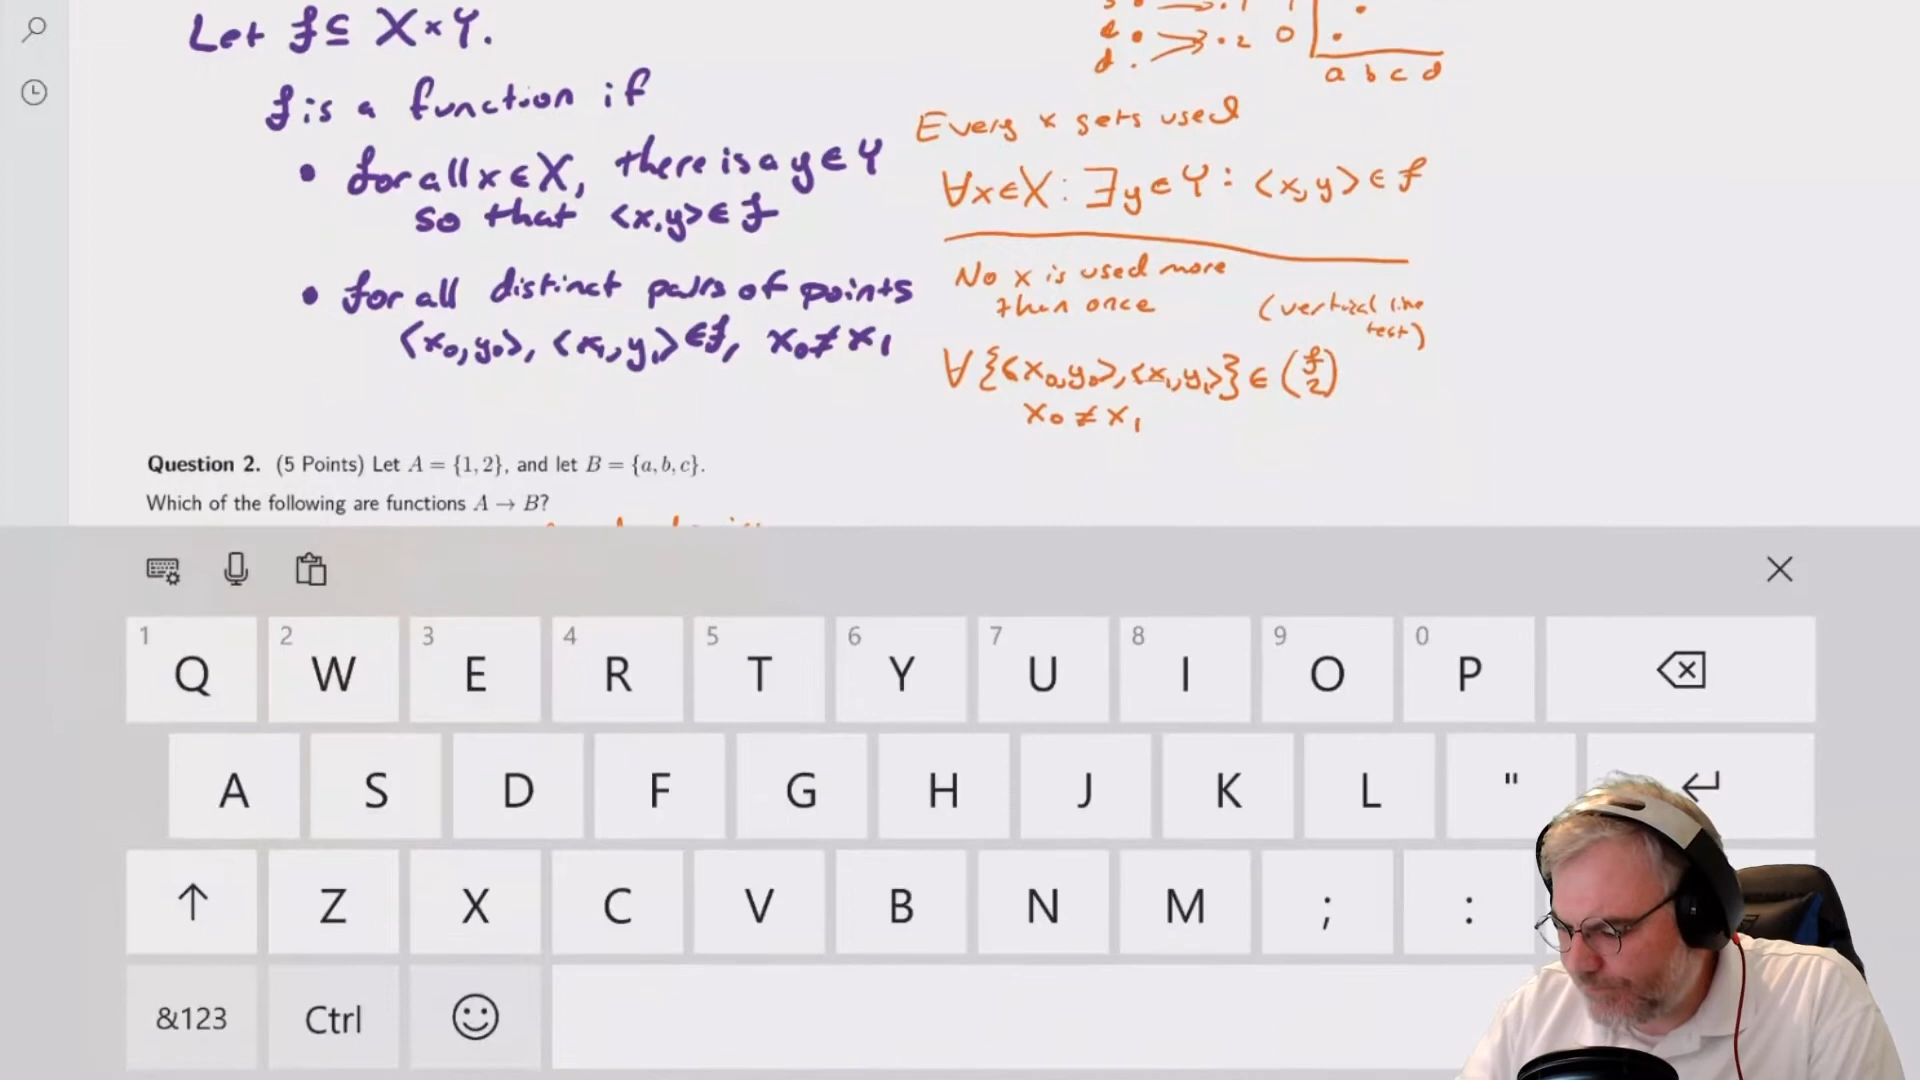 Let f ⊆ X × Y.
f is a function if
• for all x ∈ X, there is a y ∈ Y
so that <x,y> ∈ f
• for all distinct pairs of points
<x₀,y₀>, <x₁,y₁> ∈ f, x₀ ≠ x₁
d
2 0
a b c d
Every x gets used
∀x∈X: ∃y∈Y: <x,y> ∈ f
No x is used more
than once
(vertical line
test)
∀ {<x₀,y₀>,<x₁,y₁>} ∈ (f 2)
x₀ ≠ x₁
Question 2. (5 Points) Let A = {1, 2}, and let B = {a, b, c}.
Which of the following are functions A → B?
1 2 3 4 5 6 7 8 9 0
Q W E R T Y U I O P
A S D F G H J K L "
Z X C V B N M ; :
&123 Ctrl